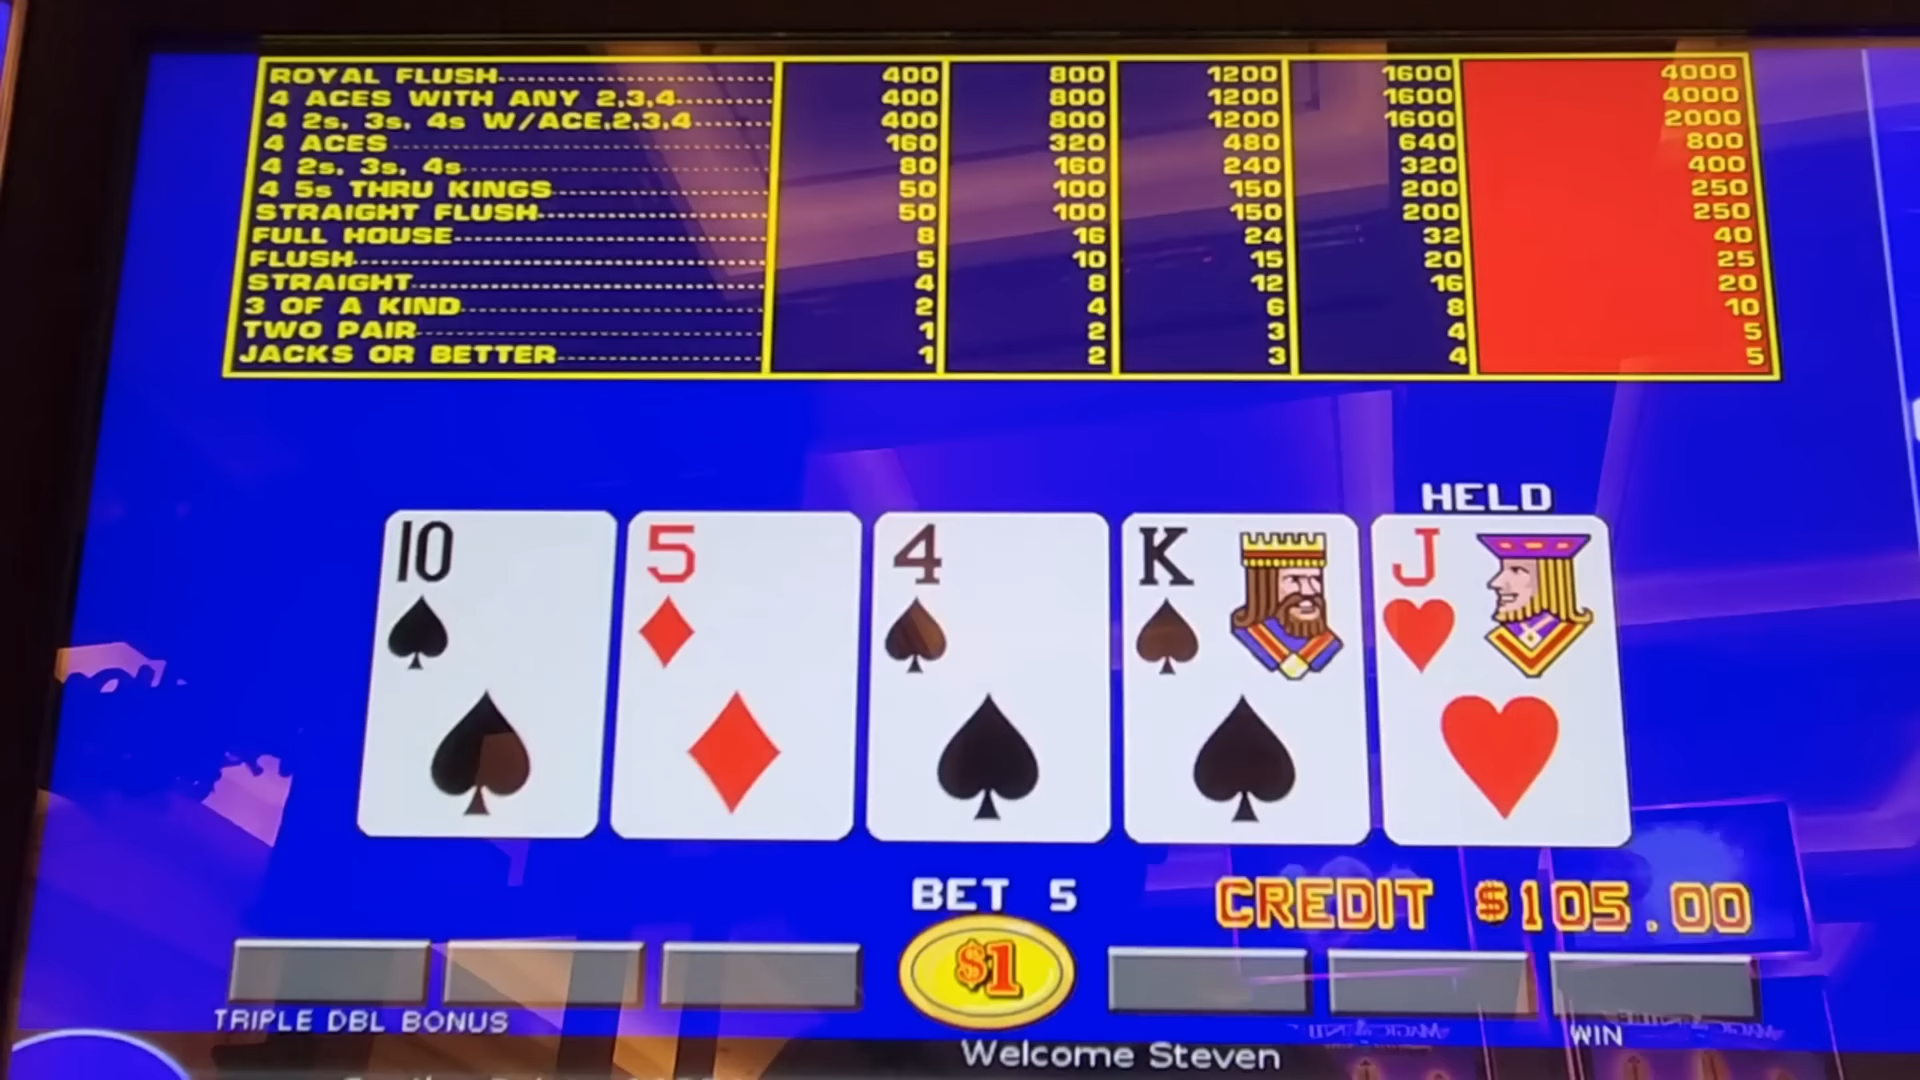 ROYAL FLUSH 400 800 1200 1600 4000
4 ACES WITH ANY 2,3,4 400 800 1200 1600 4000
4 2s, 3s, 4s W/ACE,2,3,4 400 800 1200 1600 2000
4 ACES 160 320 480 640 800
4 2s, 3s, 4s 80 160 240 320 400
4 5s THRU KINGS 50 100 150 200 250
STRAIGHT FLUSH 50 100 150 200 250
FULL HOUSE 8 16 24 32 40
FLUSH 5 10 15 20 25
STRAIGHT 4 8 12 16 20
3 OF A KIND 2 4 6 8 10
TWO PAIR 1 2 3 4 5
JACKS OR BETTER 1 2 3 4 5
HELD
10 5 4 K J
BET 5 CREDIT $105.00
$1
TRIPLE DBL BONUS WIN
Welcome Steven